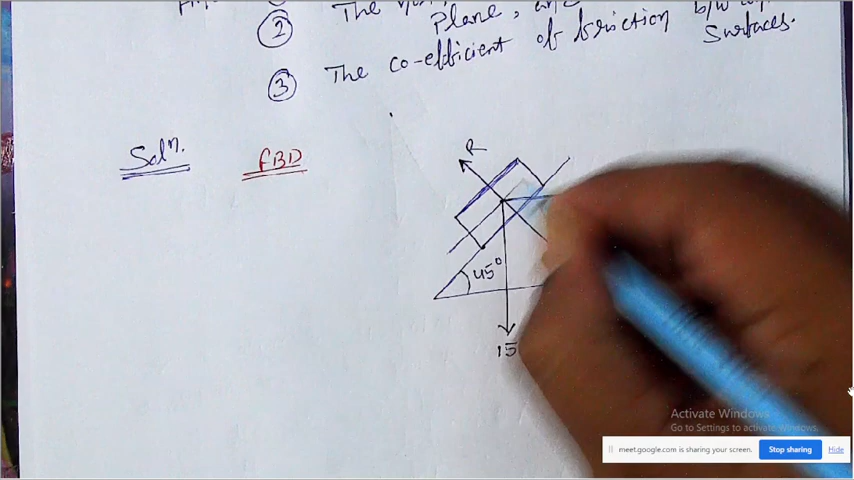 ② The
Plane,
of friction b/w
surfaces.
③ The co-efficient
Solⁿ.
FBD
R
45°
15
Activate Windows
Go to Settings to activate Windows.
meet.google.com is sharing your screen.
Stop sharing
Hide